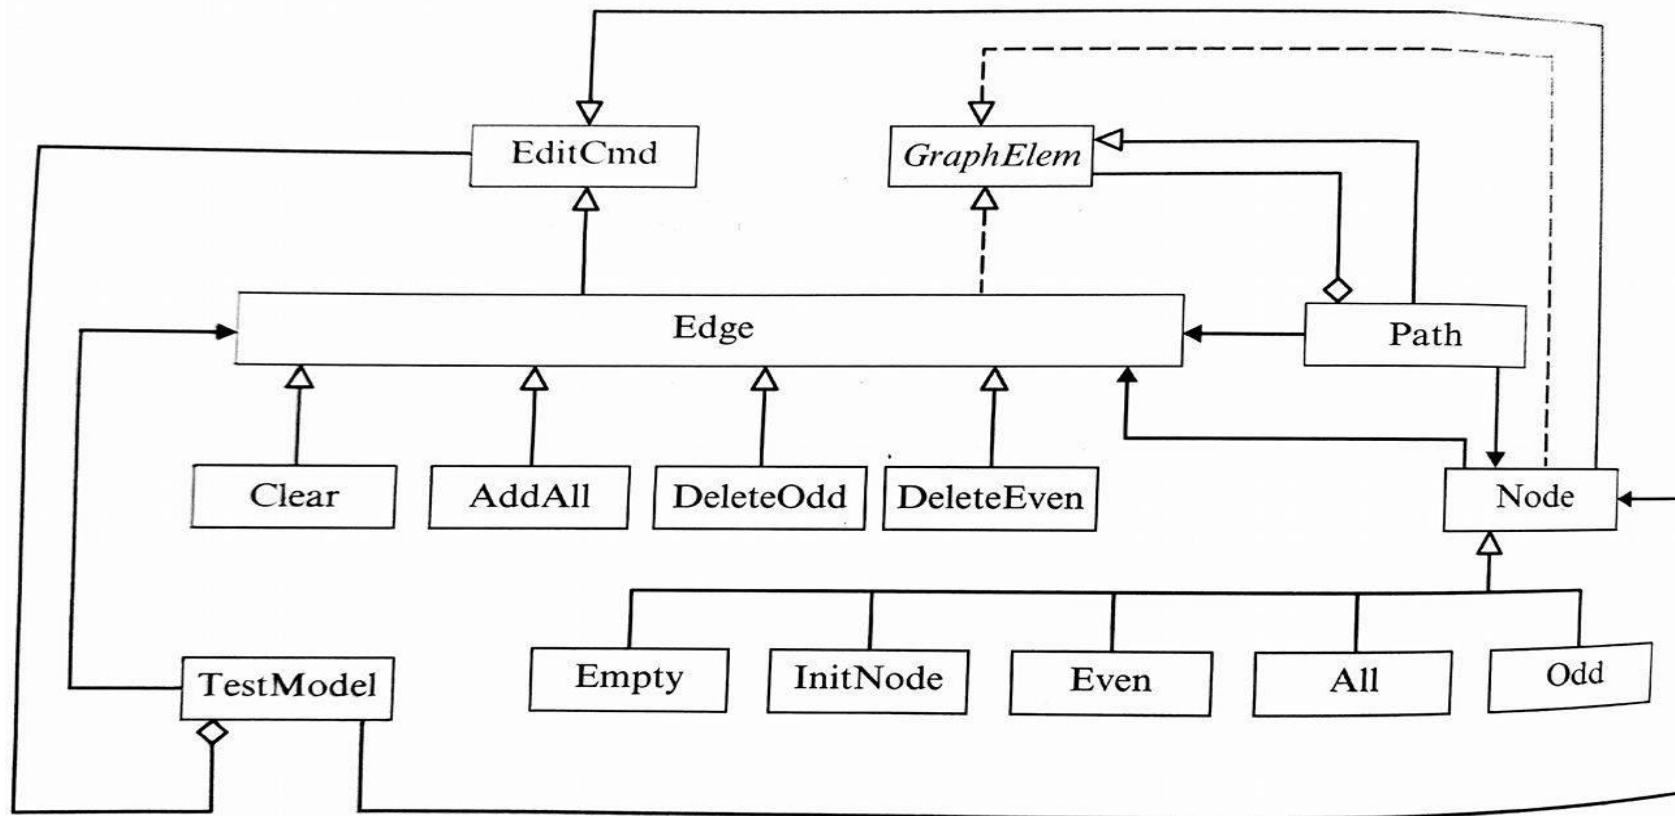 EditCmd
GraphElem
Edge
Path
Clear
AddAll
DeleteOdd
DeleteEven
Node
TestModel
Empty
InitNode
Even
All
Odd